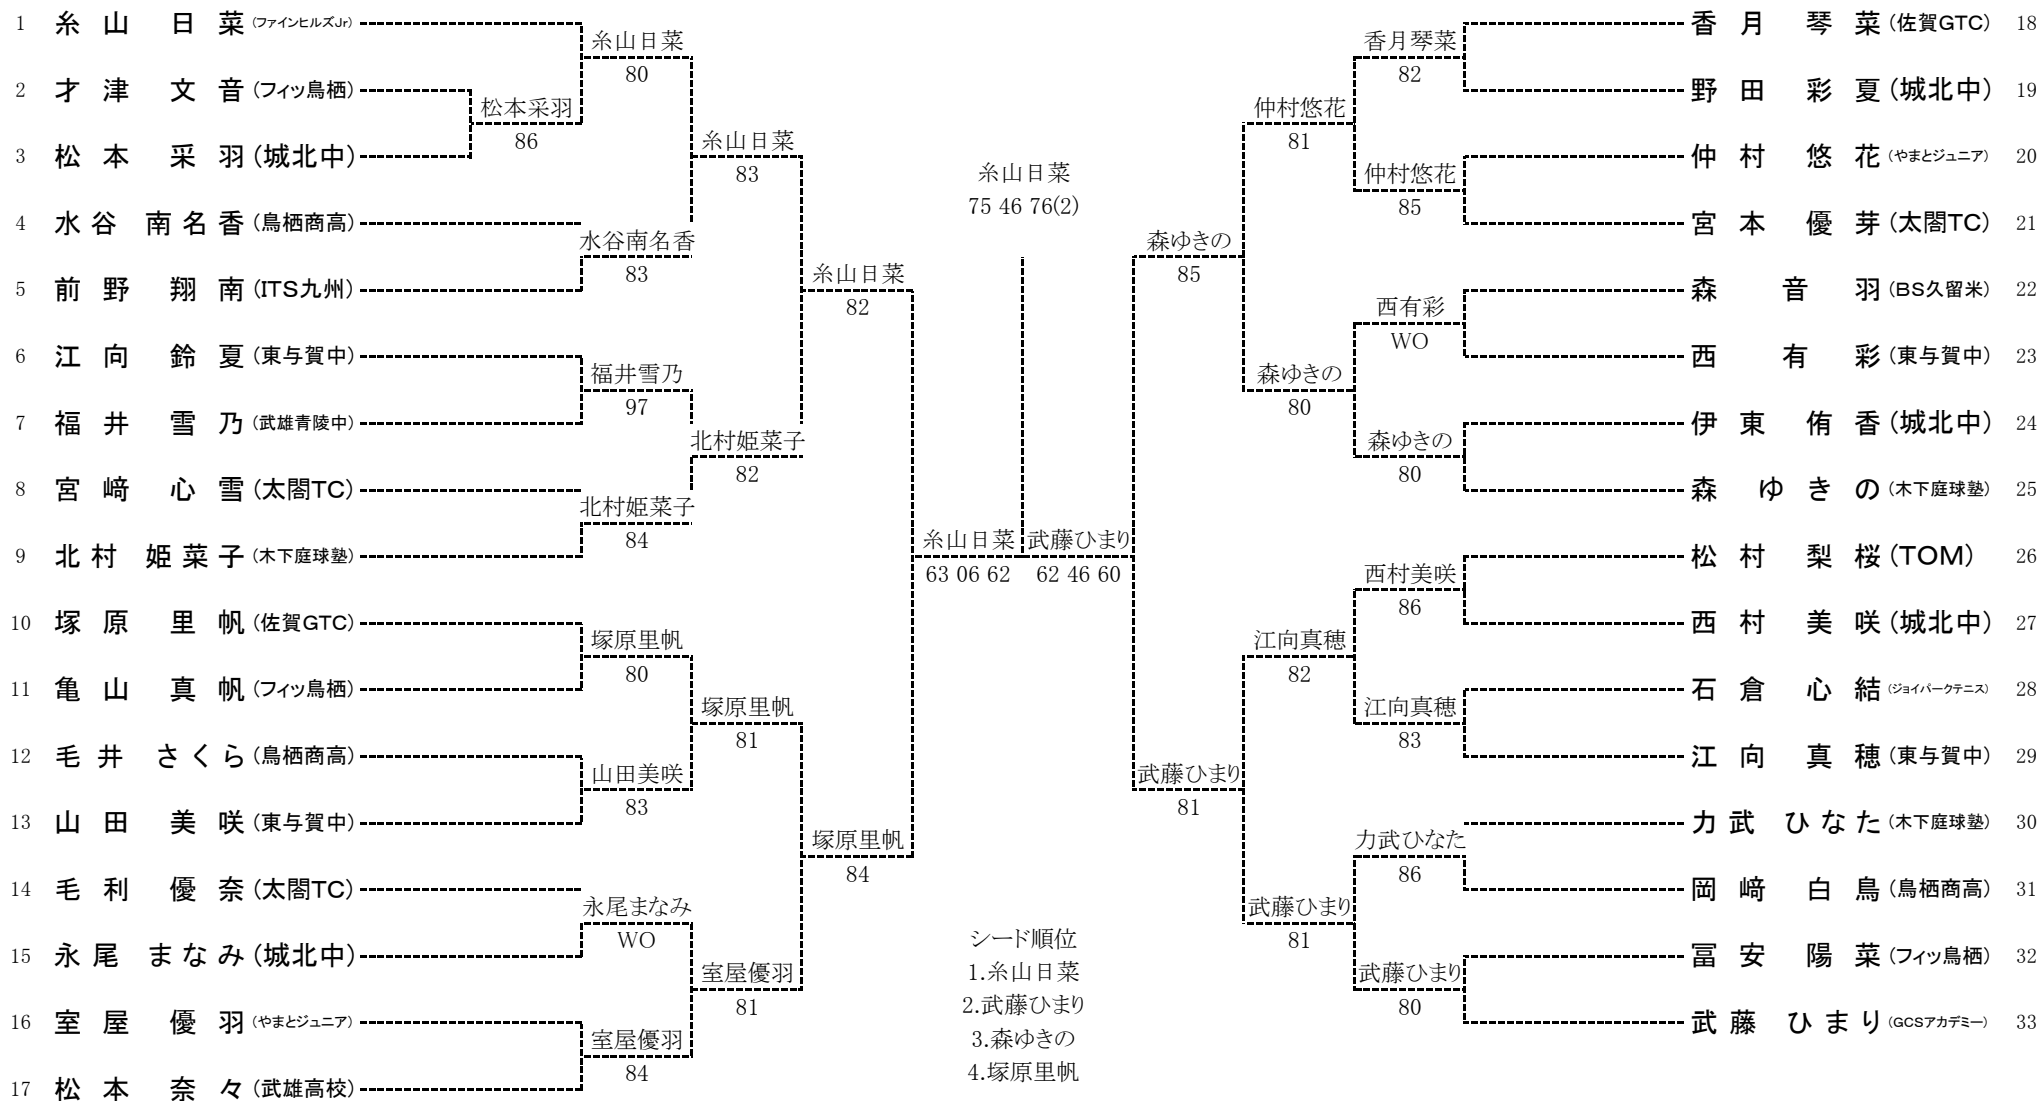 1 糸山 日菜 (ファインヒルズJr)
2 才津 文音 (フィッ鳥栖)
3 松本 采羽 (城北中)
4 水谷 南名香 (鳥栖商高)
5 前野 翔南 (ITS九州)
6 江向 鈴夏 (東与賀中)
7 福井 雪乃 (武雄青陵中)
8 宮﨑 心雪 (太閤TC)
9 北村 姫菜子 (木下庭球塾)
10 塚原 里帆 (佐賀GTC)
11 亀山 真帆 (フィッ鳥栖)
12 毛井 さくら (鳥栖商高)
13 山田 美咲 (東与賀中)
14 毛利 優奈 (太閤TC)
15 永尾 まなみ (城北中)
16 室屋 優羽 (やまとジュニア)
17 松本 奈々 (武雄高校)
松本采羽
86
糸山日菜
80
水谷南名香
83
福井雪乃
97
北村姫菜子
84
塚原里帆
80
山田美咲
83
永尾まなみ
WO
室屋優羽
84
糸山日菜
83
北村姫菜子
82
塚原里帆
81
室屋優羽
81
糸山日菜
82
塚原里帆
84
糸山日菜
63 06 62
糸山日菜
75 46 76(2)
武藤ひまり
62 46 60
シード順位
1.糸山日菜
2.武藤ひまり
3.森ゆきの
4.塚原里帆
森ゆきの
85
武藤ひまり
81
仲村悠花
81
森ゆきの
80
江向真穂
82
武藤ひまり
81
香月琴菜
82
仲村悠花
85
西有彩
WO
森ゆきの
80
西村美咲
86
江向真穂
83
力武ひなた
86
武藤ひまり
80
香月 琴菜 (佐賀GTC) 18
野田 彩夏 (城北中) 19
仲村 悠花 (やまとジュニア) 20
宮本 優芽 (太閤TC) 21
森 音羽 (BS久留米) 22
西 有彩 (東与賀中) 23
伊東 侑香 (城北中) 24
森 ゆきの (木下庭球塾) 25
松村 梨桜 (TOM) 26
西村 美咲 (城北中) 27
石倉 心結 (ジョイパークテニス) 28
江向 真穂 (東与賀中) 29
力武 ひなた (木下庭球塾) 30
岡﨑 白鳥 (鳥栖商高) 31
冨安 陽菜 (フィッ鳥栖) 32
武藤 ひまり (GCSアカデミー) 33